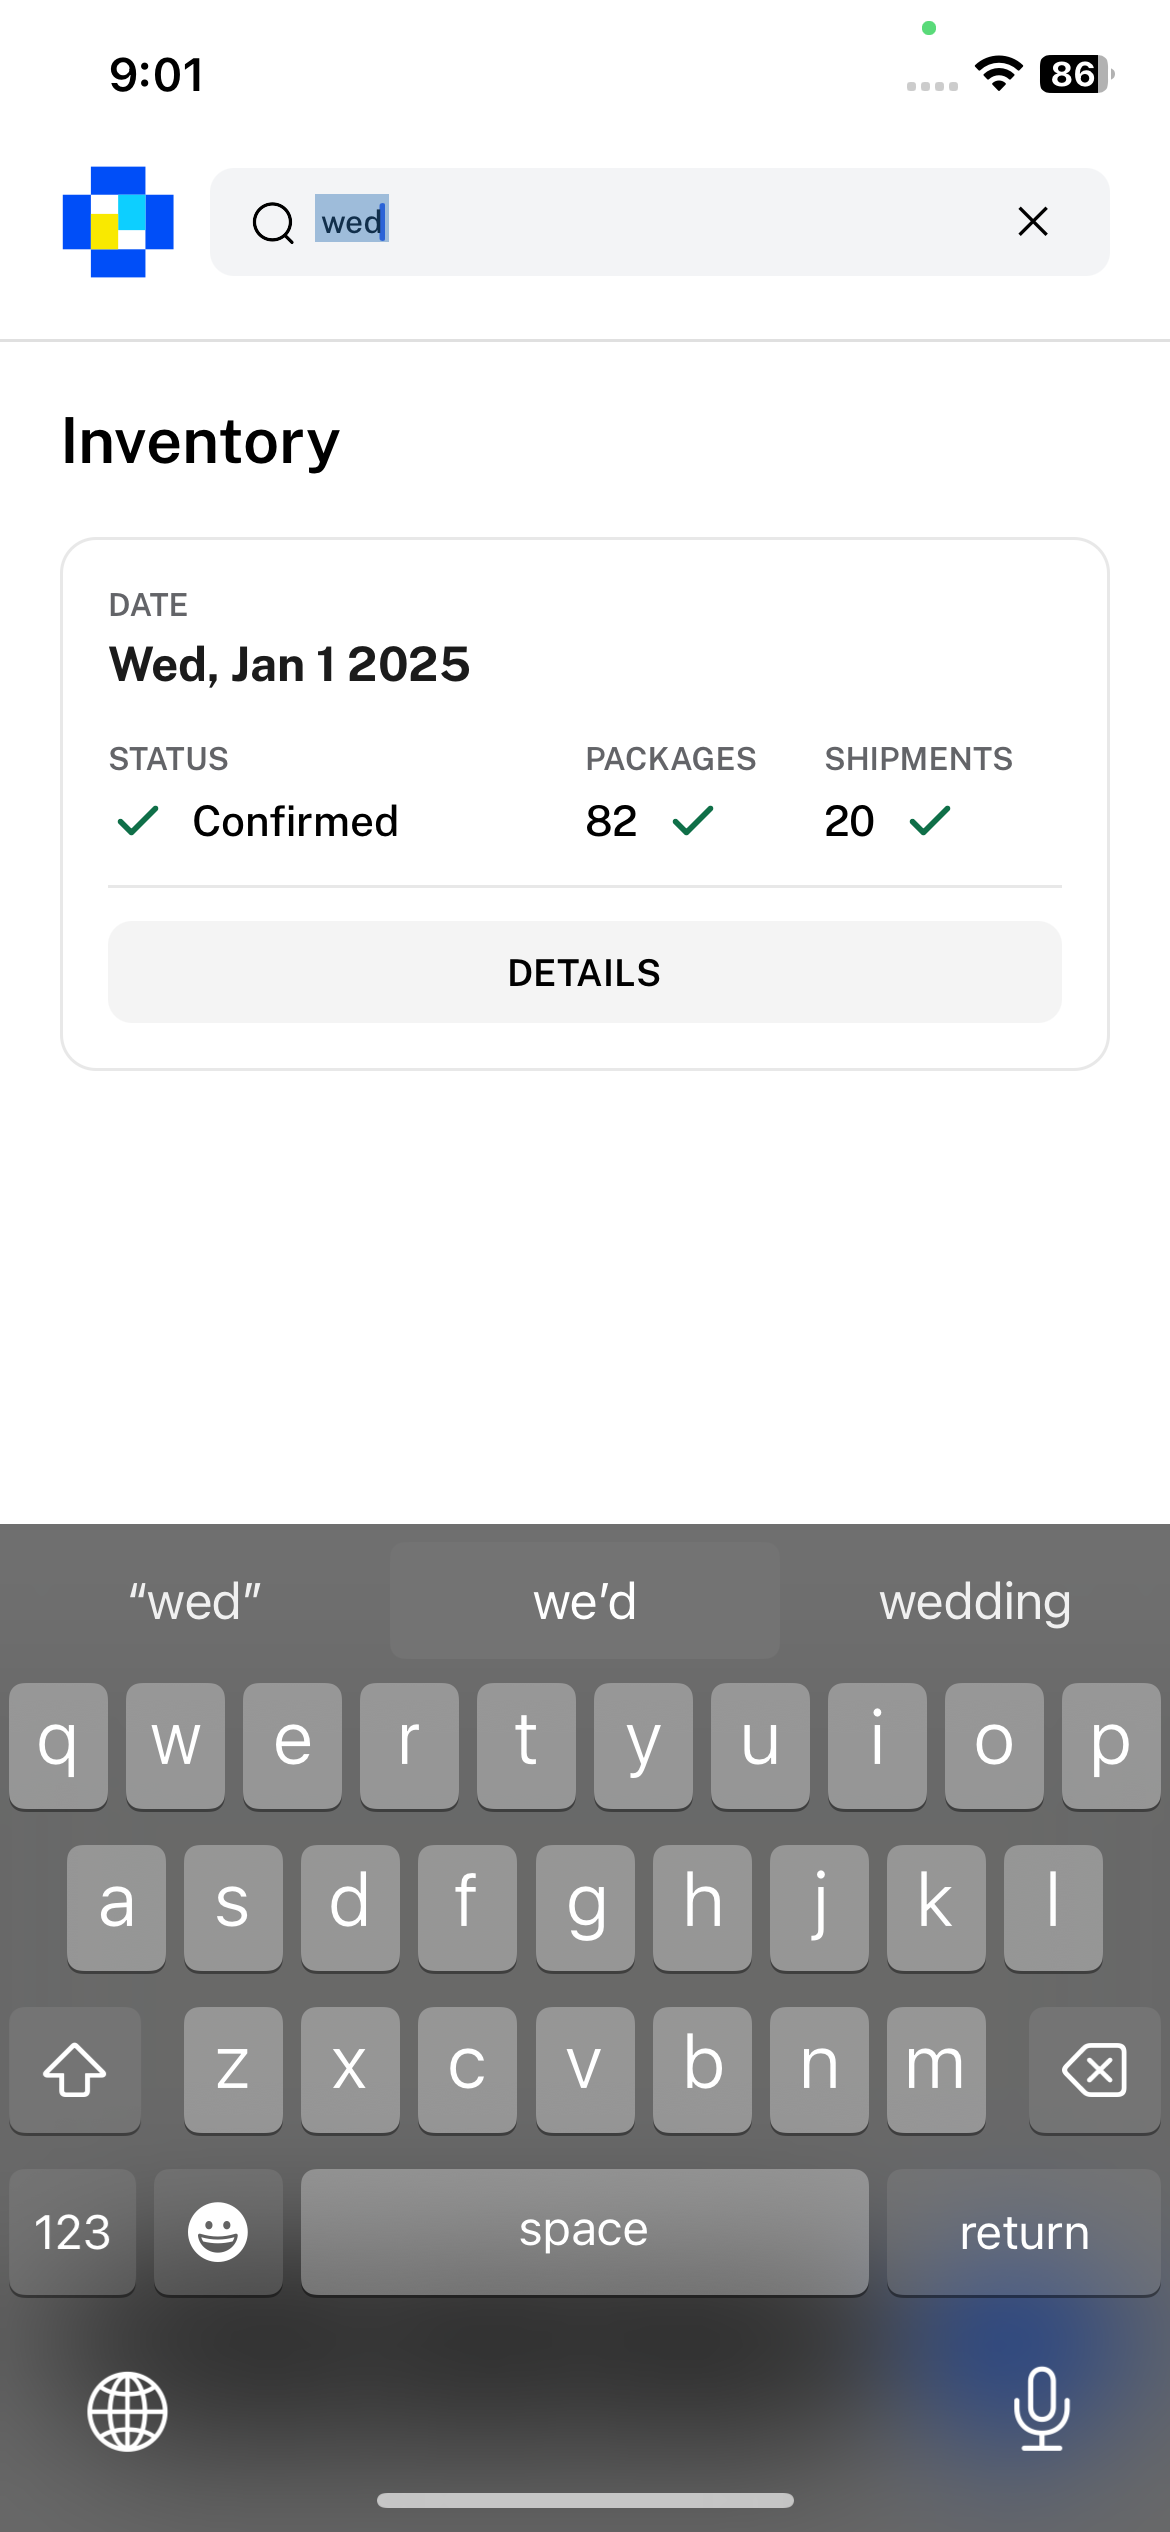 9:01
86
wed
Inventory
DATE
Wed, Jan 1 2025
STATUS PACKAGES SHIPMENTS
Confirmed 82 20
DETAILS
“wed” we’d wedding
q w e r t y u i o p
a s d f g h j k l
z x c v b n m
123 space return